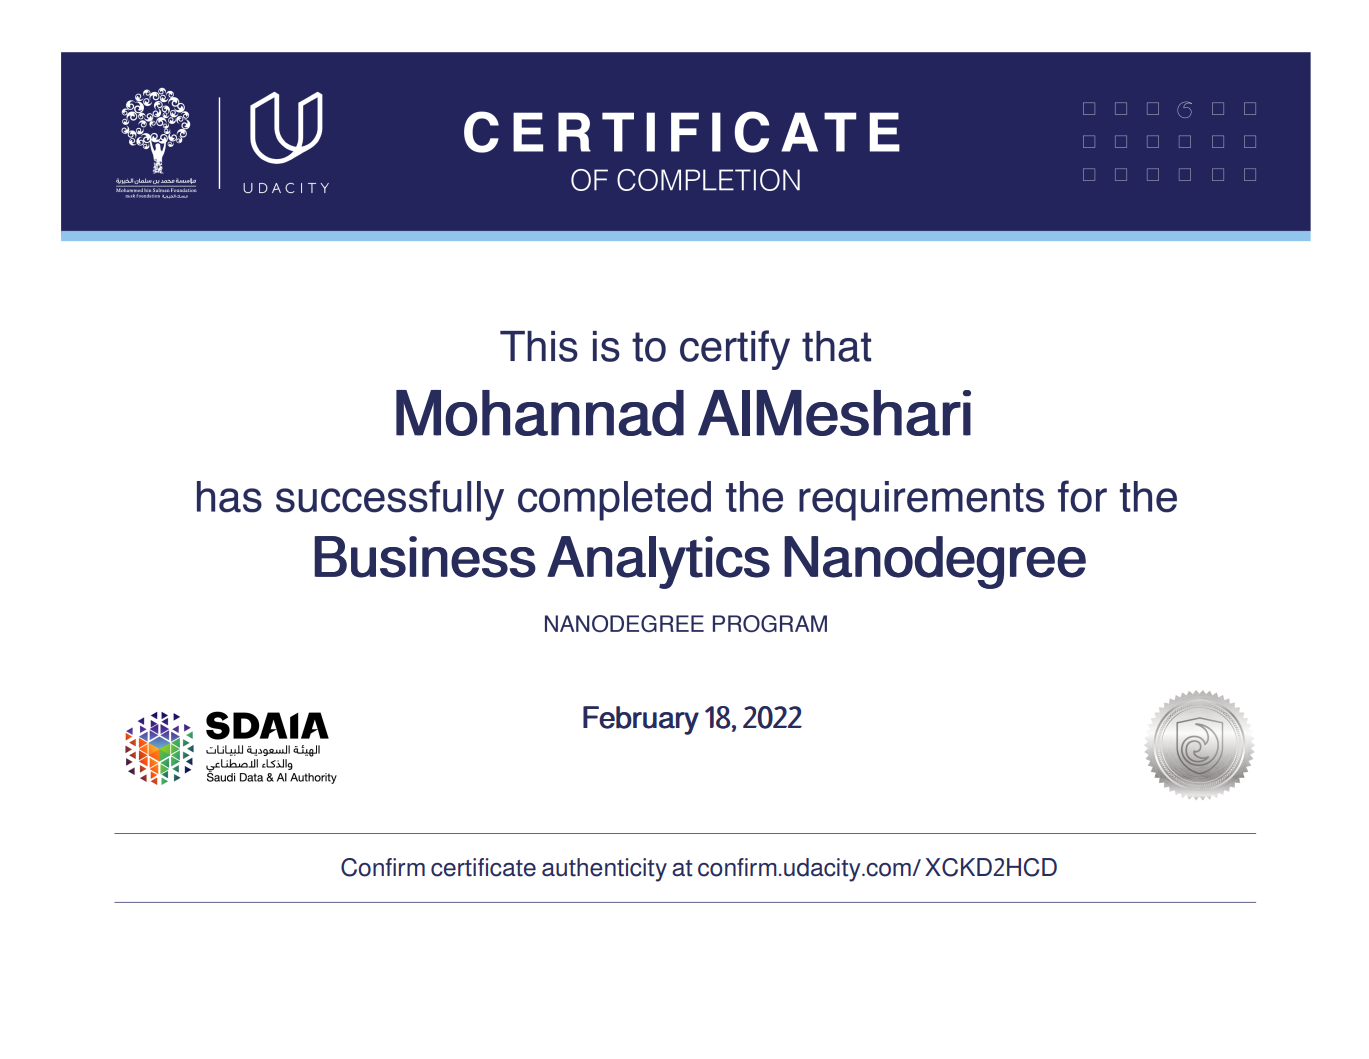 مؤسسة محمد بن سلمان الخيرية
Mohammed bin Salman Foundation
Misk Foundation مسك الخيرية
UDACITY
CERTIFICATE
OF COMPLETION
This is to certify that
Mohannad AlMeshari
has successfully completed the requirements for the
Business Analytics Nanodegree
NANODEGREE PROGRAM
SDAIA
الهيئة السعودية للبيانات
والذكاء الاصطناعي
Saudi Data & AI Authority
February 18, 2022
Confirm certificate authenticity at confirm.udacity.com/ XCKD2HCD